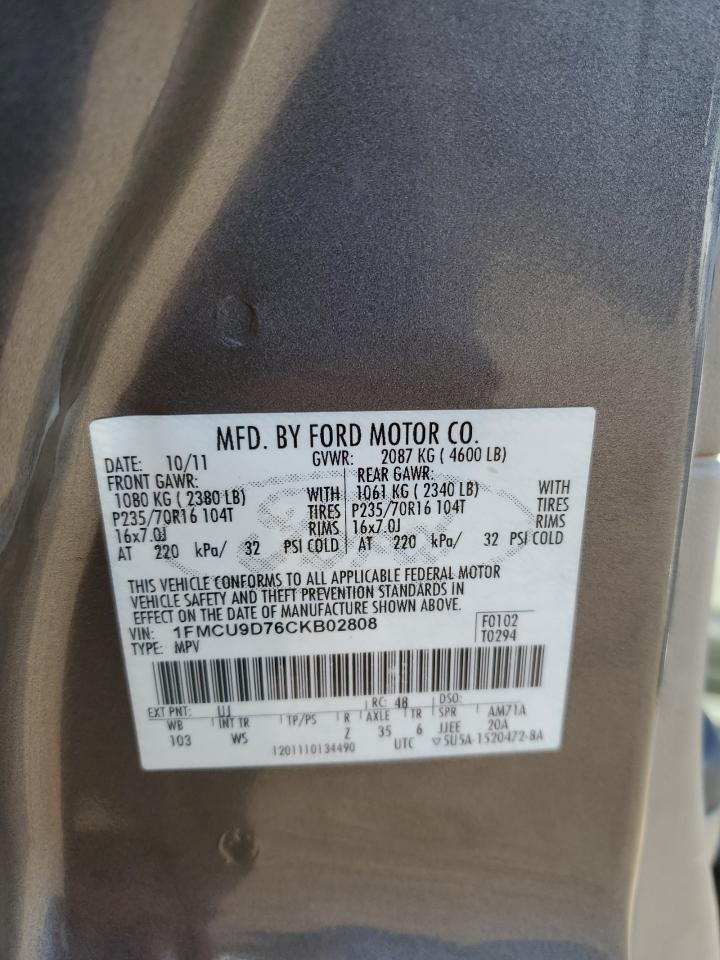 MFD. BY FORD MOTOR CO.
DATE: 10/11 GVWR: 2087 KG ( 4600 LB)
FRONT GAWR: REAR GAWR:
1080 KG ( 2380 LB) WITH 1061 KG ( 2340 LB) WITH
P235/70R16 104T TIRES P235/70R16 104T TIRES
16x7.0J RIMS 16x7.0J RIMS
AT 220 kPa/ 32 PSI COLD AT 220 kPa/ 32 PSI COLD
THIS VEHICLE CONFORMS TO ALL APPLICABLE FEDERAL MOTOR
VEHICLE SAFETY AND THEFT PREVENTION STANDARDS IN
EFFECT ON THE DATE OF MANUFACTURE SHOWN ABOVE.
VIN: 1FMCU9D76CKB02808 F0102
TYPE: MPV T0294
EXT PNT: UJ RC: 48 DSO:
WB INT TR TP/PS R AXLE TR SPR AM71A
103 WS Z 35 6 JJEE 20A
1201110134490 UTC ▽5U5A-1520472-BA